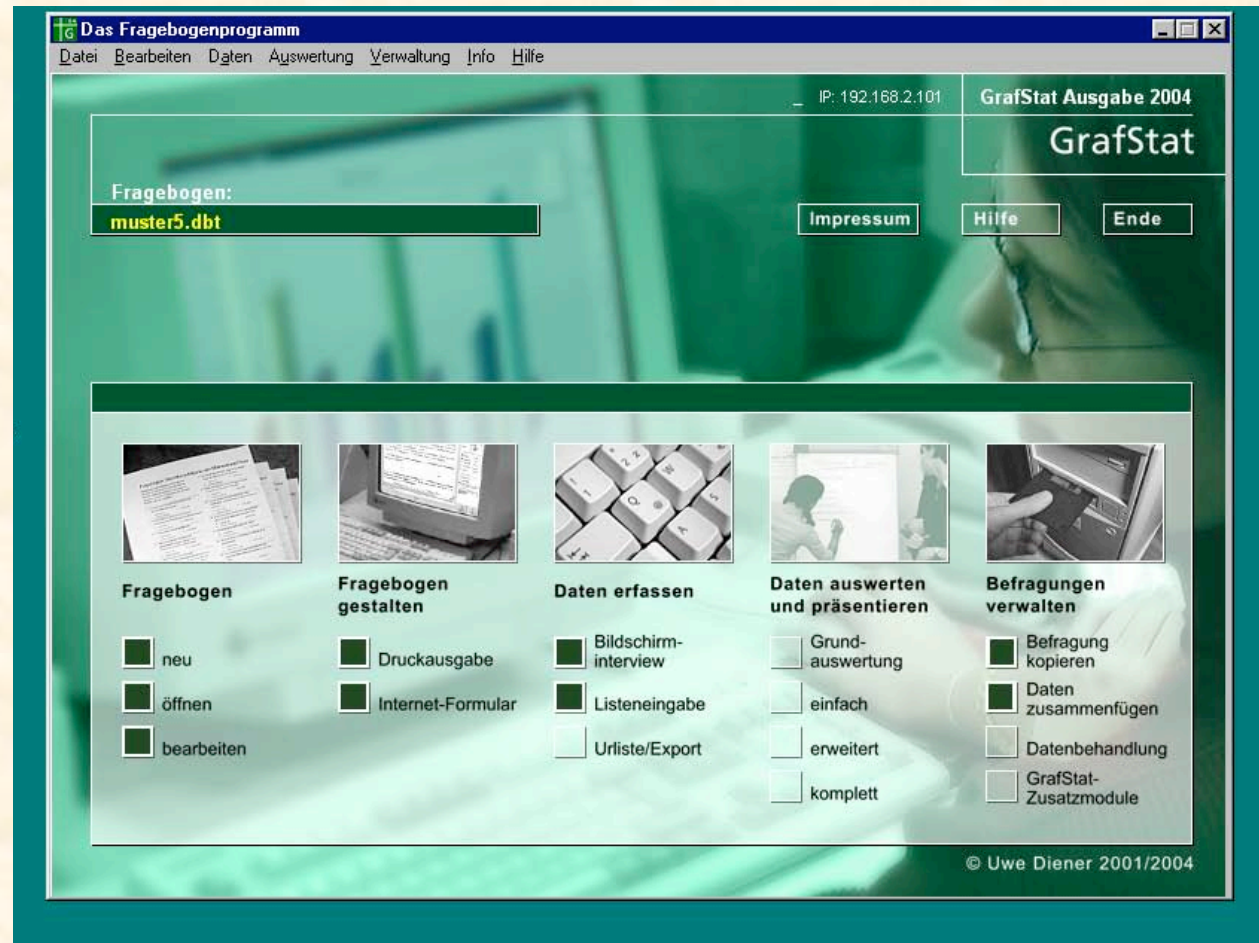 Das Fragebogenprogramm
Datei Bearbeiten Daten Auswertung Verwaltung Info Hilfe
_ IP: 192.168.2.101
GrafStat Ausgabe 2004
GrafStat
Fragebogen:
muster5.dbt
Impressum
Hilfe
Ende
Fragebogen
neu
öffnen
bearbeiten
Fragebogen
gestalten
Druckausgabe
Internet-Formular
Daten erfassen
Bildschirm-
interview
Listeneingabe
Urliste/Export
Daten auswerten
und präsentieren
Grund-
auswertung
einfach
erweitert
komplett
Befragungen
verwalten
Befragung
kopieren
Daten
zusammenfügen
Datenbehandlung
GrafStat-
Zusatzmodule
© Uwe Diener 2001/2004